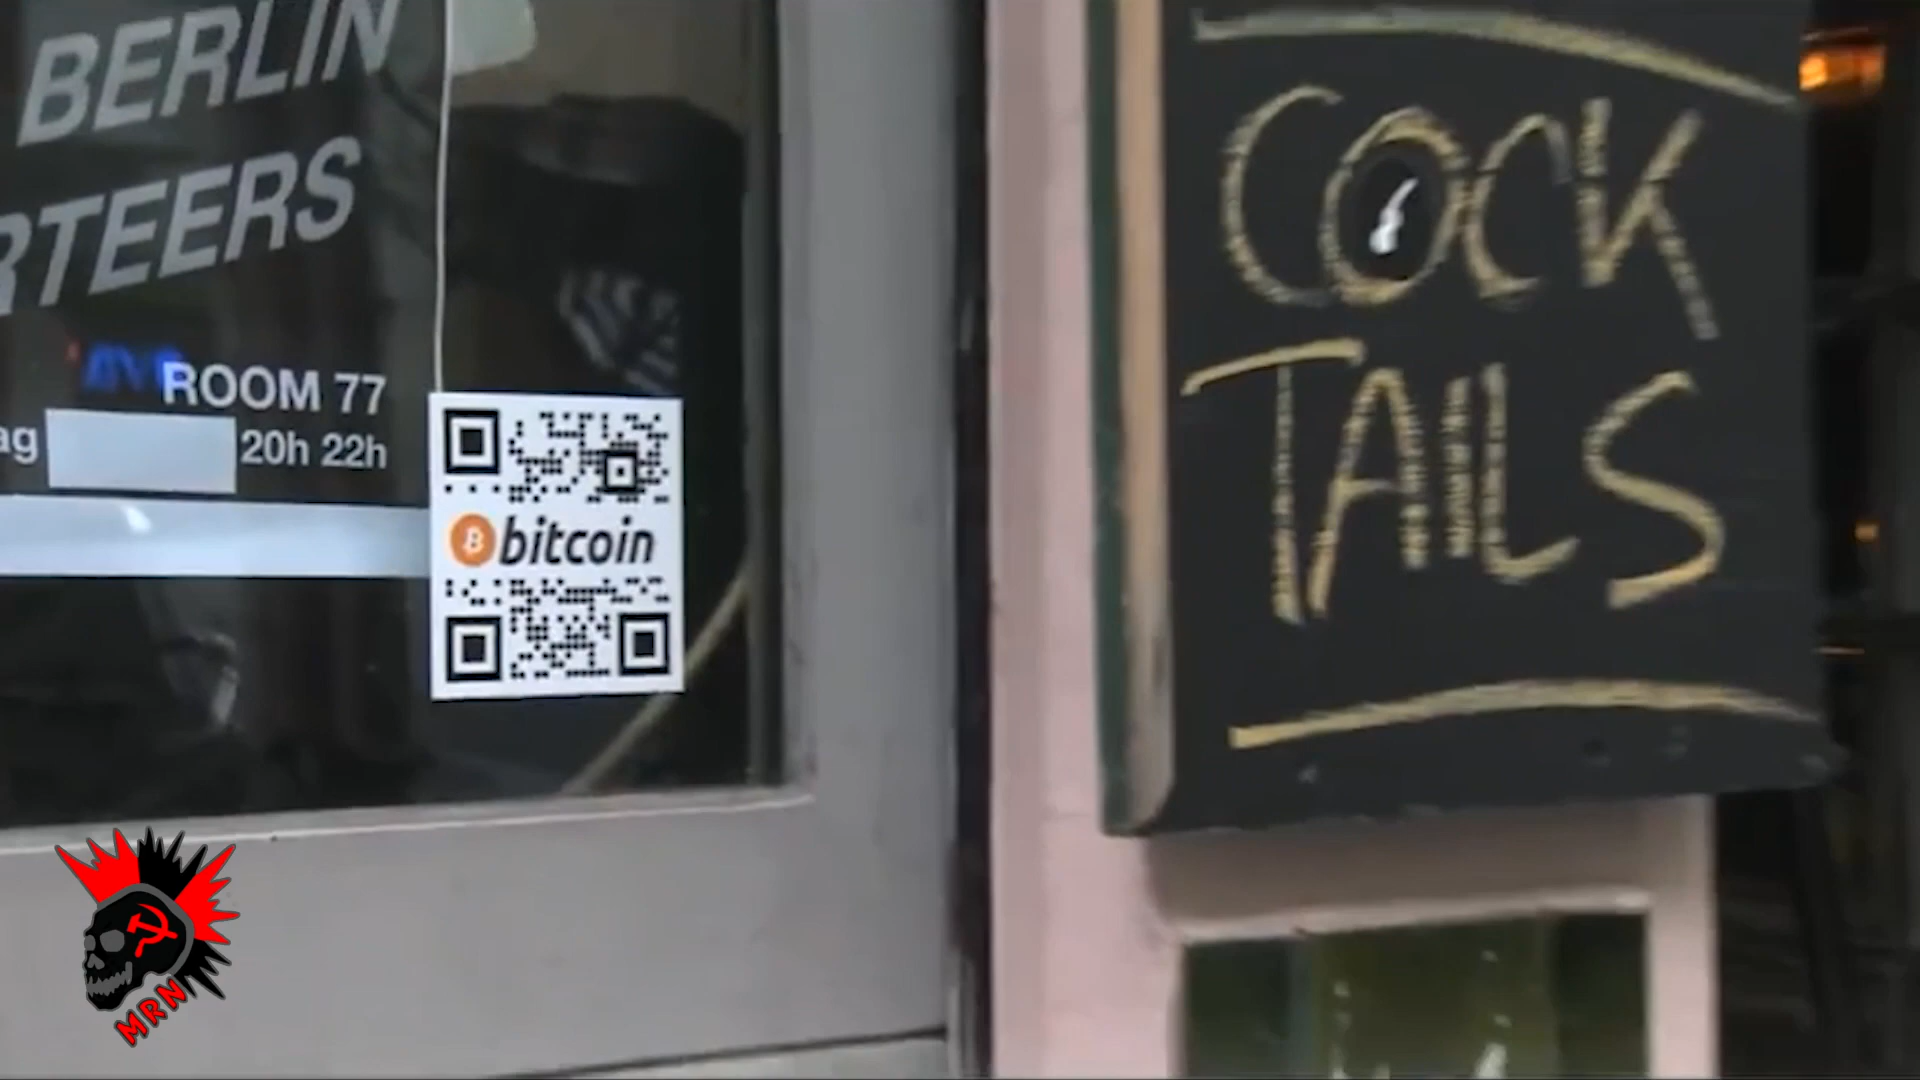 BERLIN
RTEERS
ROOM 77
ag 20h 22h
bitcoin
COCK
TAILS
MRN